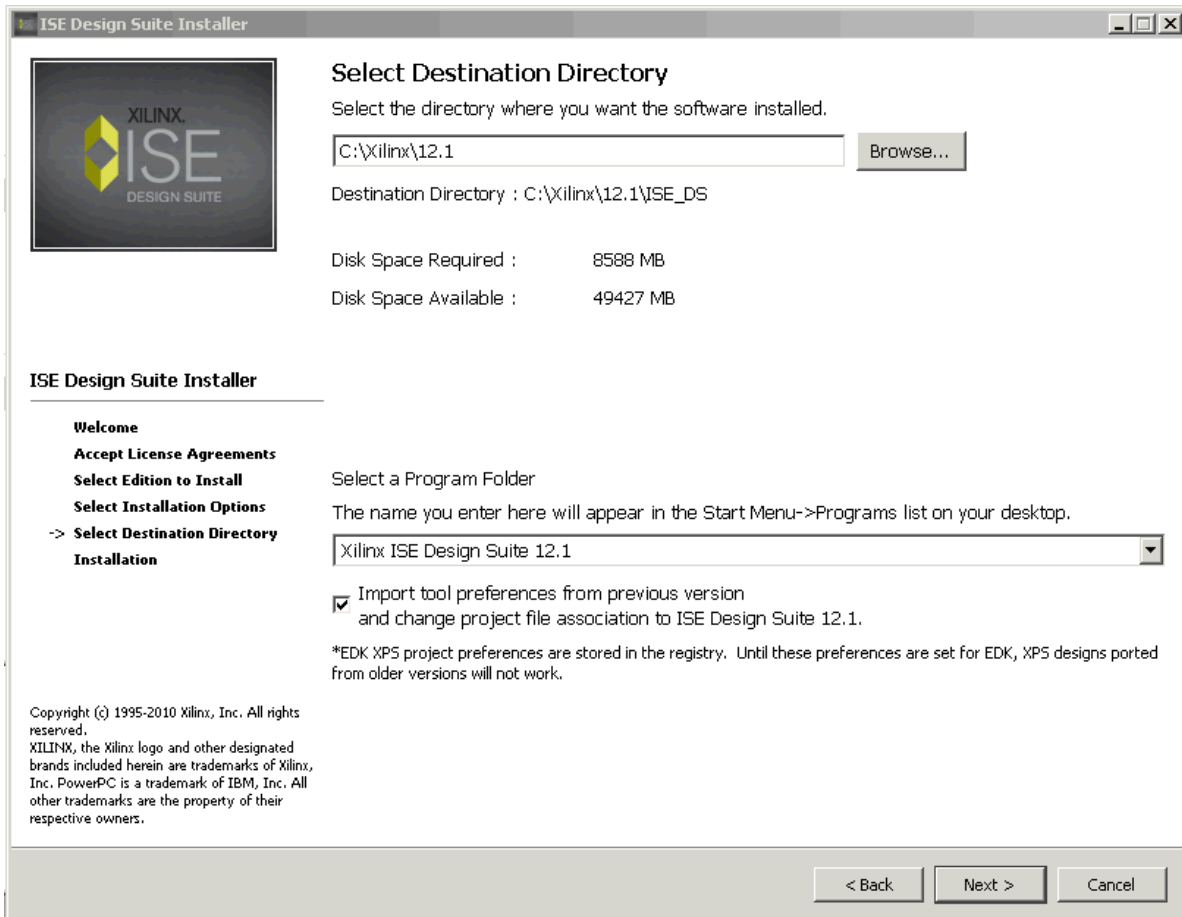 ISE Design Suite Installer
XILINX.
ISE
DESIGN SUITE
Select Destination Directory
Select the directory where you want the software installed.
C:\Xilinx\12.1
Browse...
Destination Directory : C:\Xilinx\12.1\ISE_DS
Disk Space Required : 8588 MB
Disk Space Available : 49427 MB
ISE Design Suite Installer
Welcome
Accept License Agreements
Select Edition to Install
Select Installation Options
-> Select Destination Directory
Installation
Select a Program Folder
The name you enter here will appear in the Start Menu->Programs list on your desktop.
Xilinx ISE Design Suite 12.1
Import tool preferences from previous version
and change project file association to ISE Design Suite 12.1.
*EDK XPS project preferences are stored in the registry. Until these preferences are set for EDK, XPS designs ported
from older versions will not work.
Copyright (c) 1995-2010 Xilinx, Inc. All rights
reserved.
XILINX, the Xilinx logo and other designated
brands included herein are trademarks of Xilinx,
Inc. PowerPC is a trademark of IBM, Inc. All
other trademarks are the property of their
respective owners.
< Back
Next >
Cancel